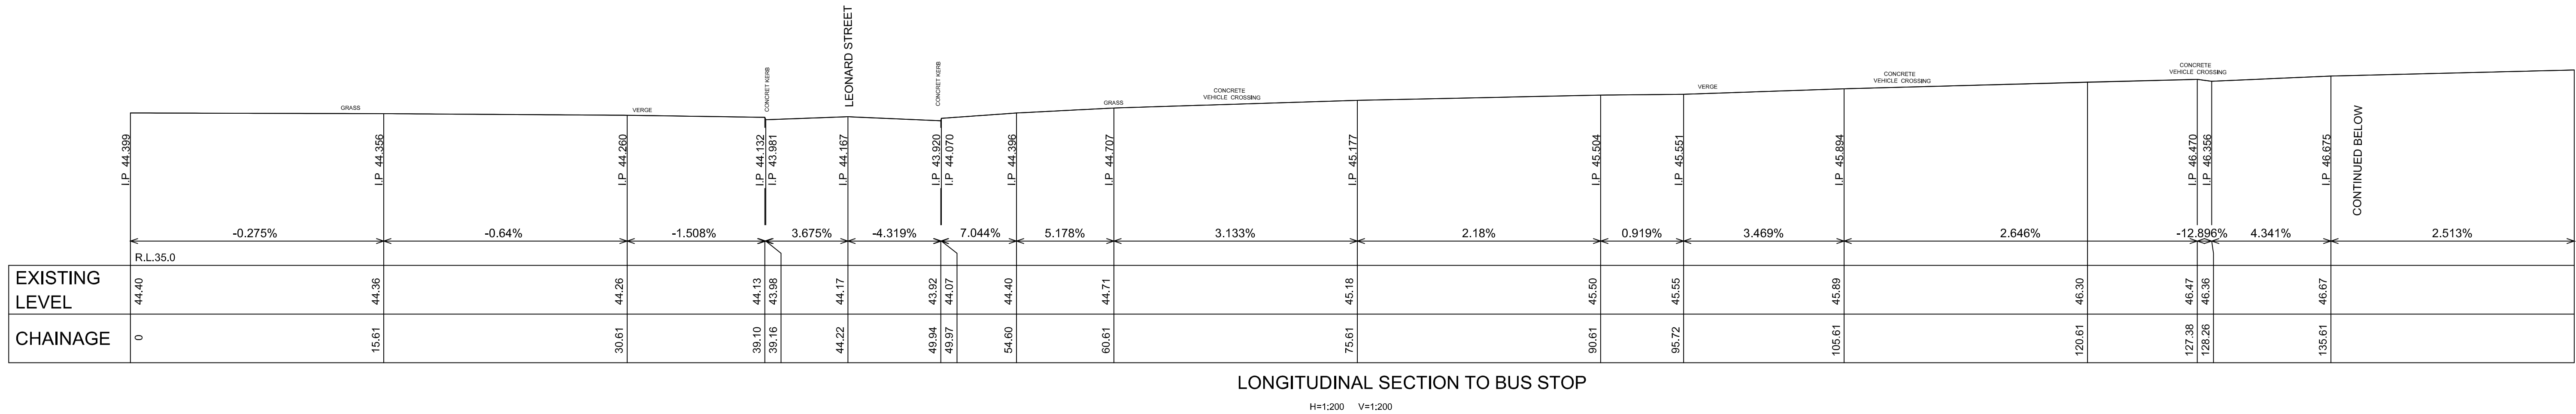 LEONARD STREET
CONCRET KERB
CONCRET KERB
GRASS
VERGE
GRASS
CONCRETE
VEHICLE CROSSING
VERGE
CONCRETE
VEHICLE CROSSING
CONCRETE
VEHICLE CROSSING
I.P 44.399
I.P 44.356
I.P 44.260
I.P 44.132
I.P 43.981
I.P 44.167
I.P 43.920
I.P 44.070
I.P 44.396
I.P 44.707
I.P 45.177
I.P 45.504
I.P 45.551
I.P 45.894
I.P 46.470
I.P 46.356
I.P 46.675
CONTINUED BELOW
-0.275%
-0.64%
-1.508%
3.675%
-4.319%
7.044%
5.178%
3.133%
2.18%
0.919%
3.469%
2.646%
-12.896%
4.341%
2.513%
R.L.35.0
EXISTING
LEVEL
44.40
44.36
44.26
44.13
43.98
44.17
43.92
44.07
44.40
44.71
45.18
45.50
45.55
45.89
46.30
46.47
46.36
46.67
CHAINAGE
0
15.61
30.61
39.10
39.16
44.22
49.94
49.97
54.60
60.61
75.61
90.61
95.72
105.61
120.61
127.38
128.26
135.61
LONGITUDINAL SECTION TO BUS STOP
H=1:200 V=1:200